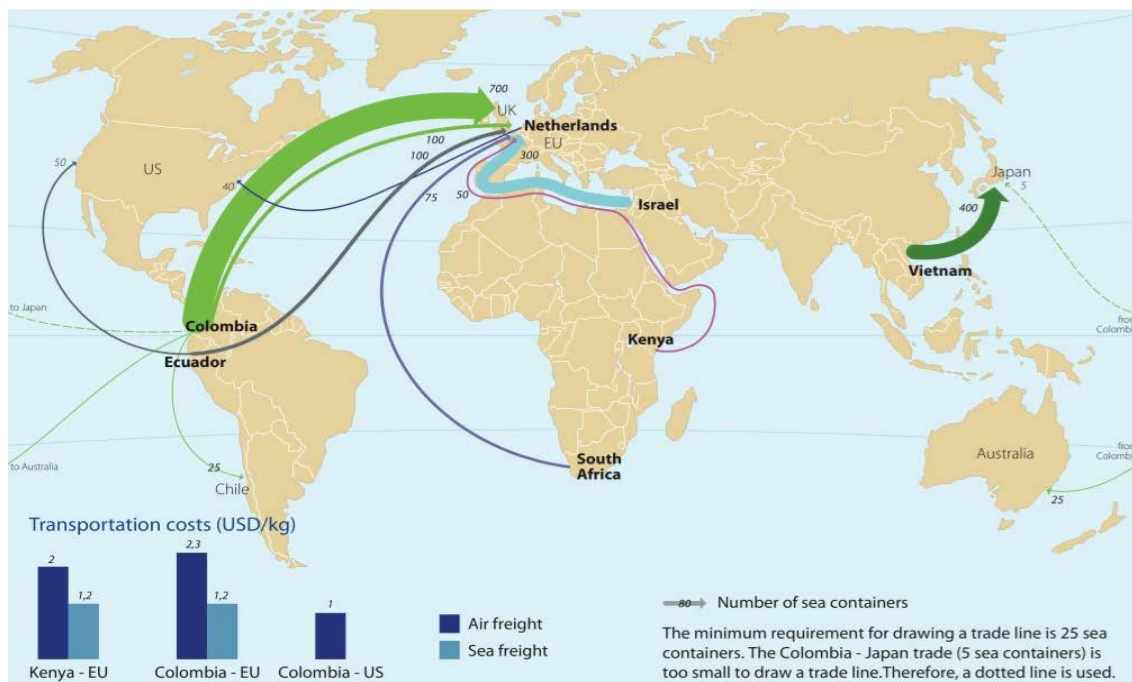 700
UK
Netherlands
EU
100
100
300
50
US
40
75
50
Israel
Japan
5
400
Vietnam
to Japan
Colombia
Ecuador
Kenya
from
Colombia
to Australia
25
Chile
South
Africa
Australia
from
Colombia
25
Transportation costs (USD/kg)
2
1,2
2,3
1,2
1
Kenya - EU
Colombia - EU
Colombia - US
Air freight
Sea freight
80
Number of sea containers
The minimum requirement for drawing a trade line is 25 sea
containers. The Colombia - Japan trade (5 sea containers) is
too small to draw a trade line.Therefore, a dotted line is used.